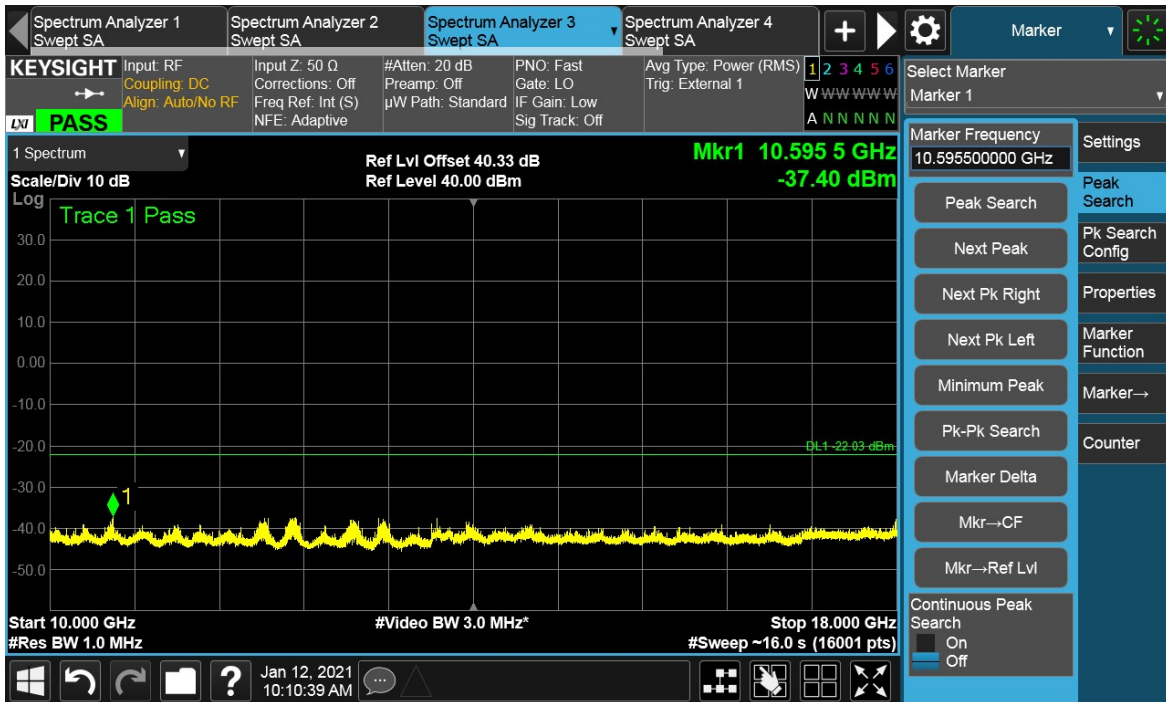 Spectrum Analyzer 1
Swept SA
Spectrum Analyzer 2
Swept SA
Spectrum Analyzer 3
Swept SA
Spectrum Analyzer 4
Swept SA
+
Marker
KEYSIGHT
LXI
PASS
Input: RF
Coupling: DC
Align: Auto/No RF
Input Z: 50 Ω
Corrections: Off
Freq Ref: Int (S)
NFE: Adaptive
#Atten: 20 dB
Preamp: Off
µW Path: Standard
PNO: Fast
Gate: LO
IF Gain: Low
Sig Track: Off
Avg Type: Power (RMS)
Trig: External 1
1 2 3 4 5 6
W W W W W W
A N N N N N
Select Marker
Marker 1
1 Spectrum
Scale/Div 10 dB
Ref Lvl Offset 40.33 dB
Ref Level 40.00 dBm
Mkr1 10.595 5 GHz
-37.40 dBm
Log
Trace 1 Pass
30.0
20.0
10.0
0.00
-10.0
-20.0
-30.0
-40.0
-50.0
DL1 -22.03 dBm
1
Start 10.000 GHz
#Res BW 1.0 MHz
#Video BW 3.0 MHz*
Stop 18.000 GHz
#Sweep ~16.0 s (16001 pts)
Marker Frequency
10.595500000 GHz
Peak Search
Next Peak
Next Pk Right
Next Pk Left
Minimum Peak
Pk-Pk Search
Marker Delta
Mkr→CF
Mkr→Ref Lvl
Continuous Peak
Search
On
Off
Settings
Peak
Search
Pk Search
Config
Properties
Marker
Function
Marker→
Counter
?
Jan 12, 2021
10:10:39 AM